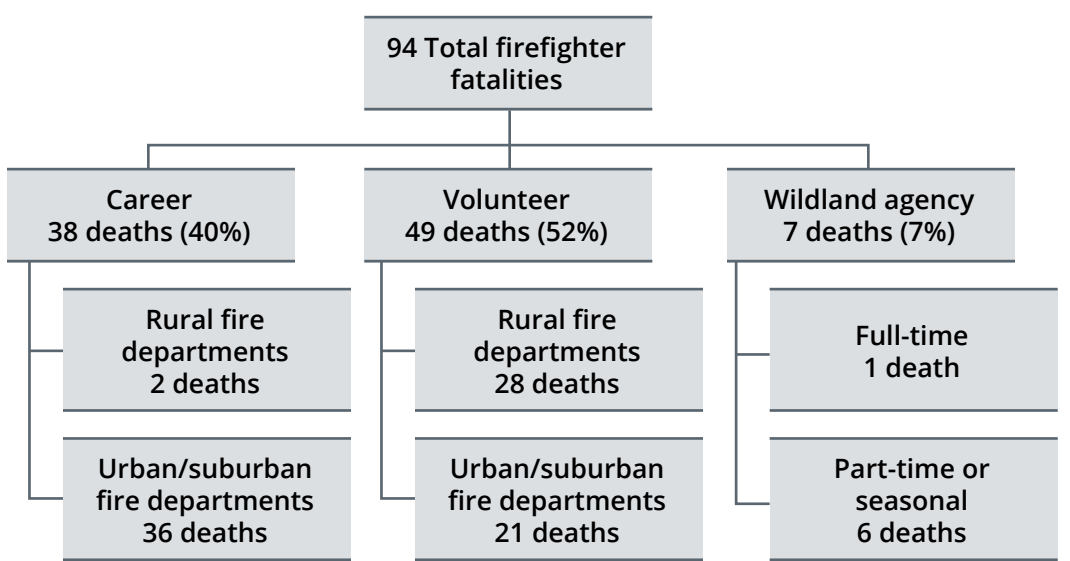 94 Total firefighter
fatalities
Career
38 deaths (40%)
Volunteer
49 deaths (52%)
Wildland agency
7 deaths (7%)
Rural fire
departments
2 deaths
Rural fire
departments
28 deaths
Full-time
1 death
Urban/suburban
fire departments
36 deaths
Urban/suburban
fire departments
21 deaths
Part-time or
seasonal
6 deaths